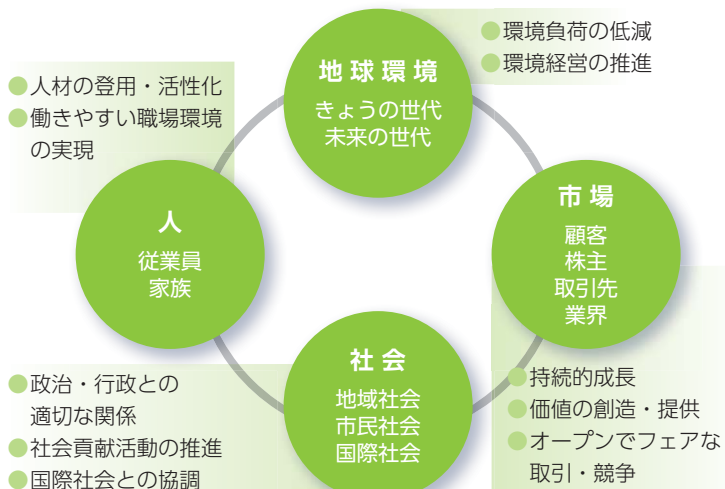 地球環境
きょうの世代
未来の世代
●環境負荷の低減
●環境経営の推進
●人材の登用・活性化
●働きやすい職場環境
の実現
人
従業員
家族
市場
顧客
株主
取引先
業界
●持続的成長
●価値の創造・提供
●オープンでフェアな
取引・競争
社会
地域社会
市民社会
国際社会
●政治・行政との
適切な関係
●社会貢献活動の推進
●国際社会との協調